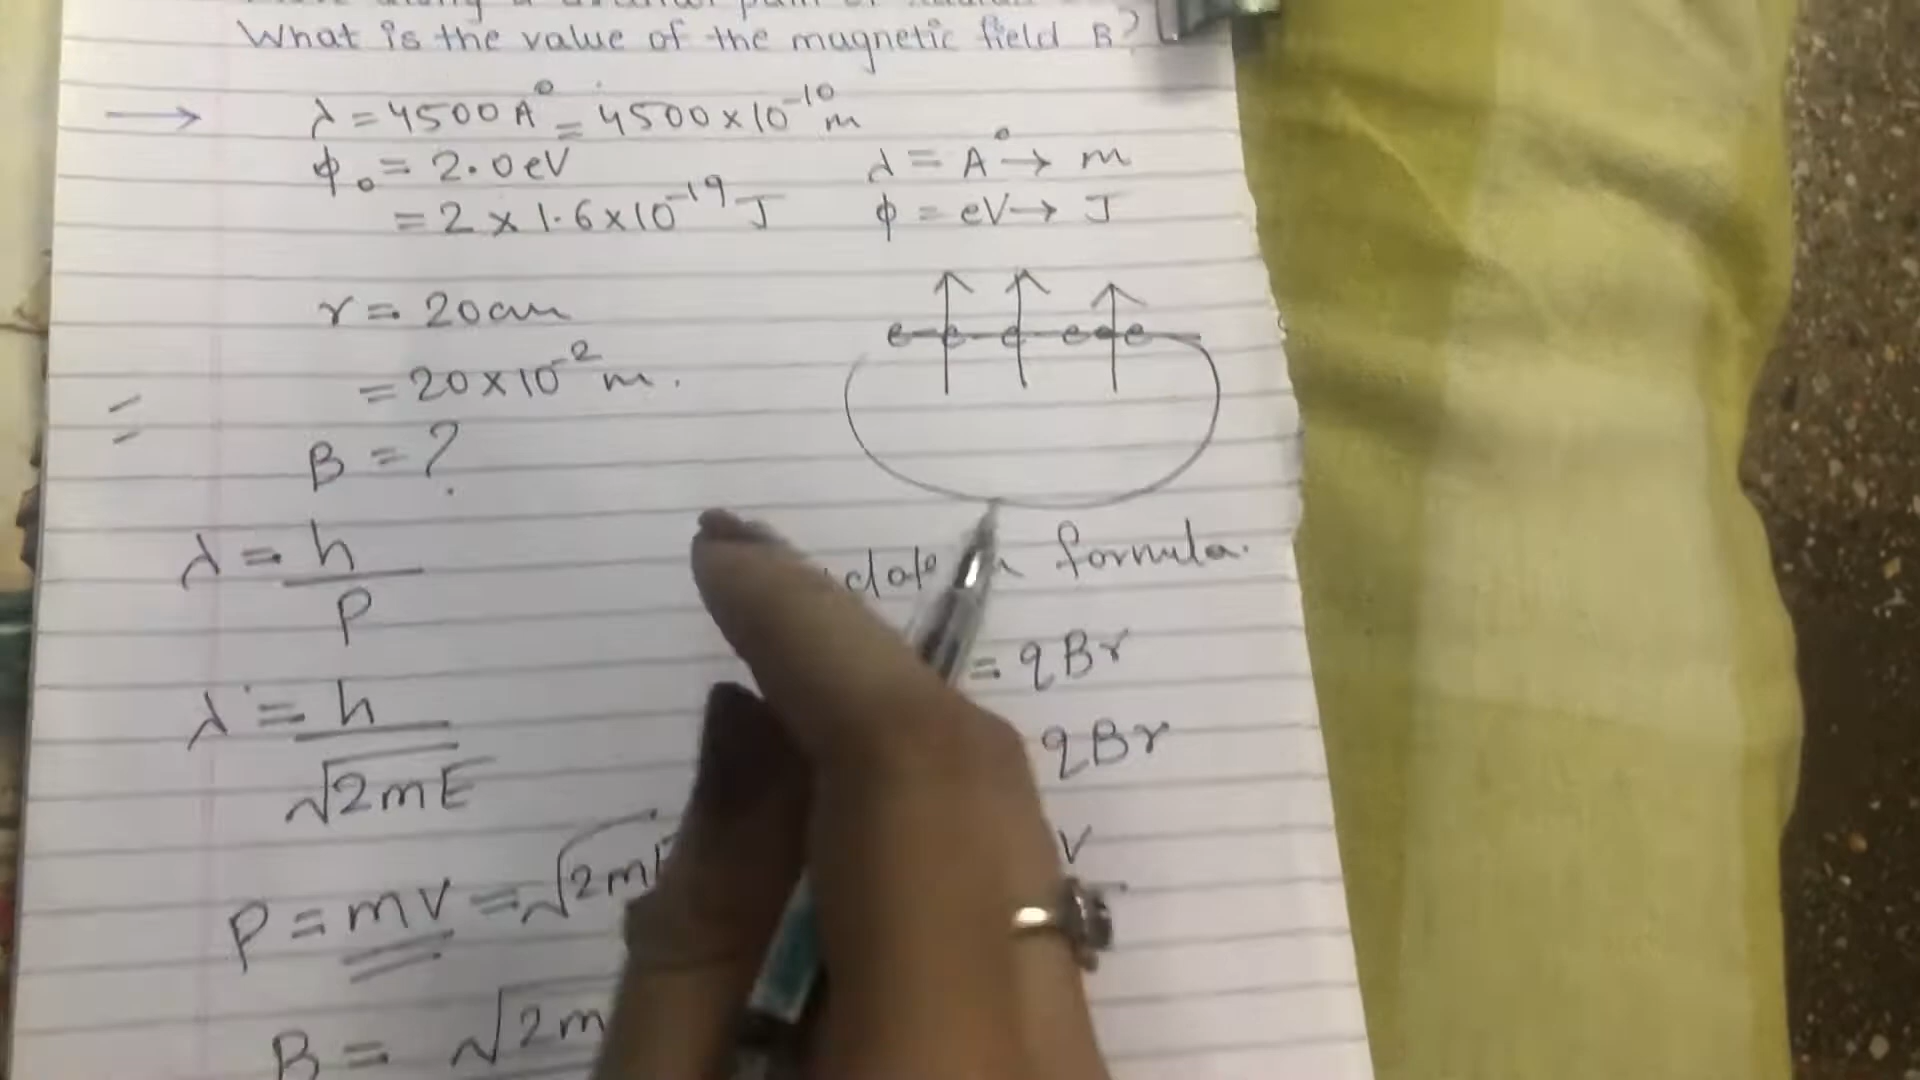 What is the value of the magnetic field B?
λ = 4500 A° = 4500 × 10⁻¹⁰ m
ϕ₀ = 2.0 eV
= 2 × 1.6 × 10⁻¹⁹ J
λ = A° → m
ϕ = eV → J
r = 20 cm
= 20 × 10⁻² m.
B = ?
e e e e e
λ = h
P
formula.
= qBr
λ = h
√2mE
qBr
P = mV = √2m
V
B = √2m